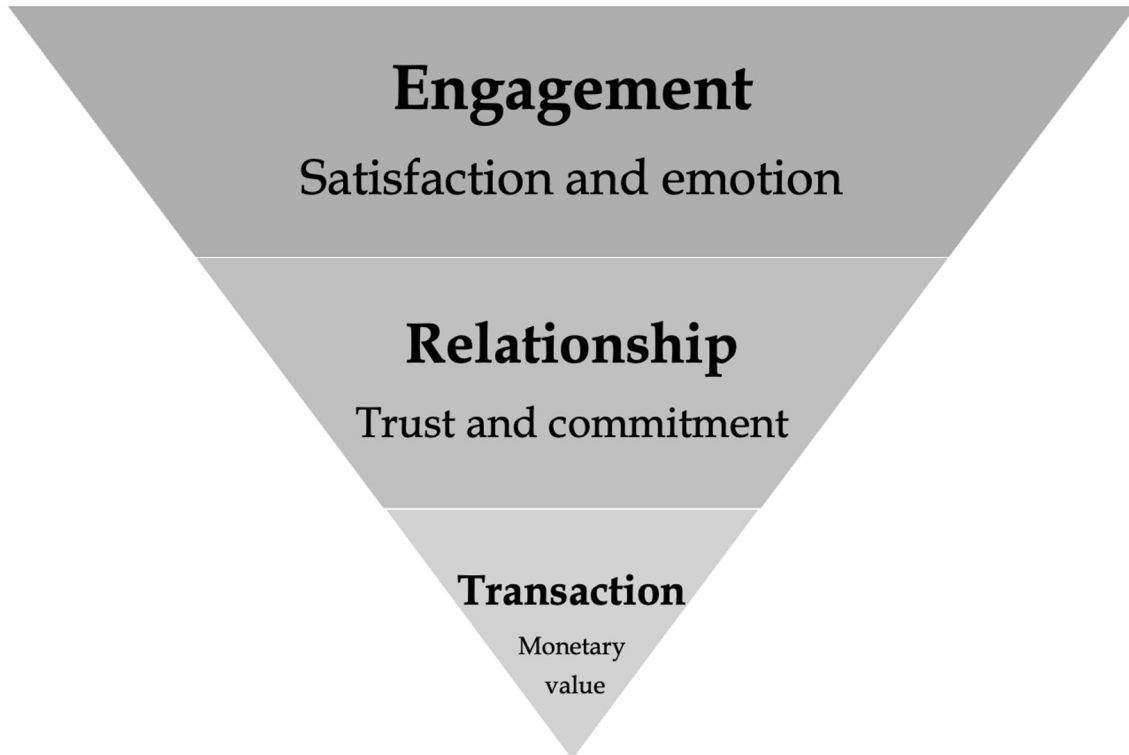 Engagement
Satisfaction and emotion
Relationship
Trust and commitment
Transaction
Monetary
value